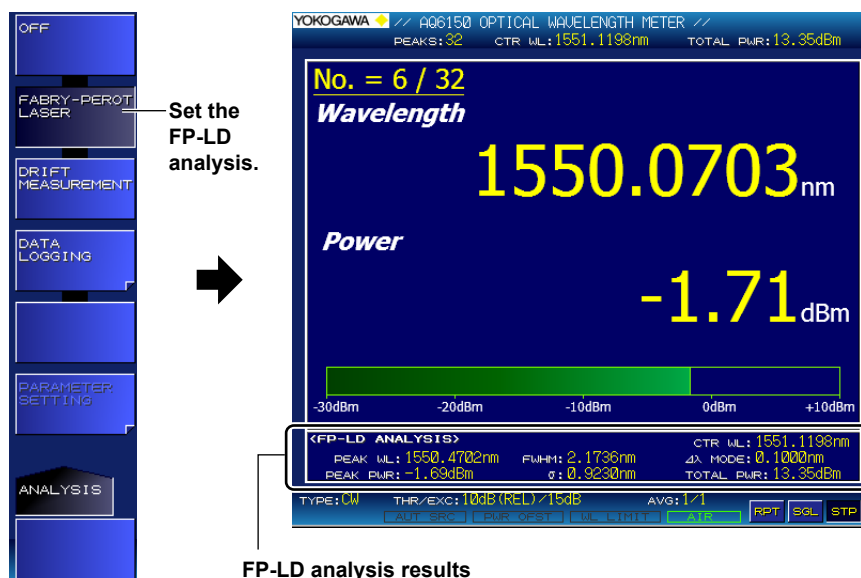 OFF
FABRY-PEROT
LASER
DRIFT
MEASUREMENT
DATA
LOGGING
PARAMETER
SETTING
ANALYSIS
Set the
FP-LD
analysis.
YOKOGAWA // AQ6150 OPTICAL WAVELENGTH METER //
PEAKS:32 CTR WL:1551.1198nm TOTAL PWR:13.35dBm
No. = 6 / 32
Wavelength
1550.0703nm
Power
-1.71dBm
-30dBm -20dBm -10dBm 0dBm +10dBm
<FP-LD ANALYSIS> CTR WL:1551.1198nm
PEAK WL:1550.4702nm FWHM:2.1736nm Δλ MODE:0.1000nm
PEAK PWR:-1.69dBm σ:0.9230nm TOTAL PWR:13.35dBm
TYPE:CW THR/EXC:10dB(REL)/15dB AVG:1/1
AUT SRC PWR OFST WL LIMIT AIR RPT SGL STP
FP-LD analysis results